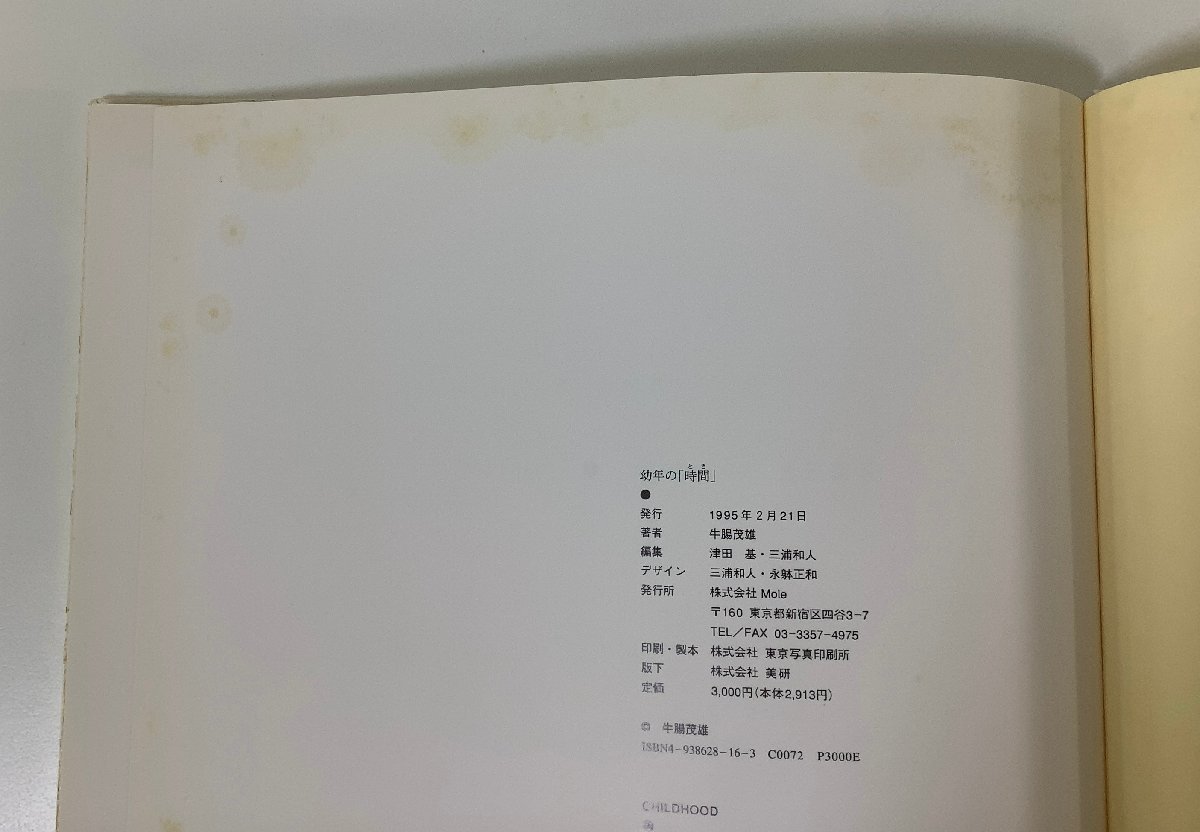 幼年の「時間」
とき
●
発行 1995年2月21日
著者 牛腸茂雄
編集 津田 基・三浦和人
デザイン 三浦和人・永躰正和
発行所 株式会社 Mole
〒160 東京都新宿区四谷3-7
TEL/FAX 03-3357-4975
印刷・製本 株式会社 東京写真印刷所
版下 株式会社 美研
定価 3,000円(本体2,913円)
© 牛腸茂雄
ISBN4-938628-16-3 C0072 P3000E
CHILDHOOD